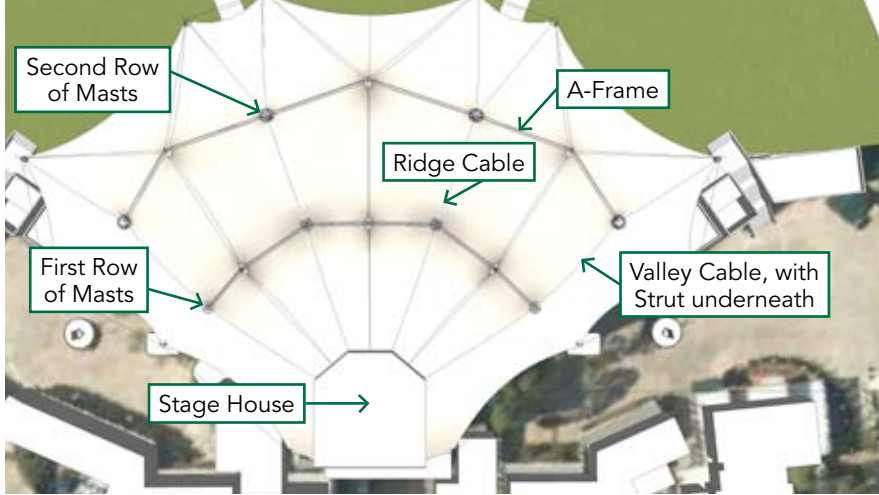 Second Row
of Masts
A-Frame
Ridge Cable
First Row
of Masts
Valley Cable, with
Strut underneath
Stage House